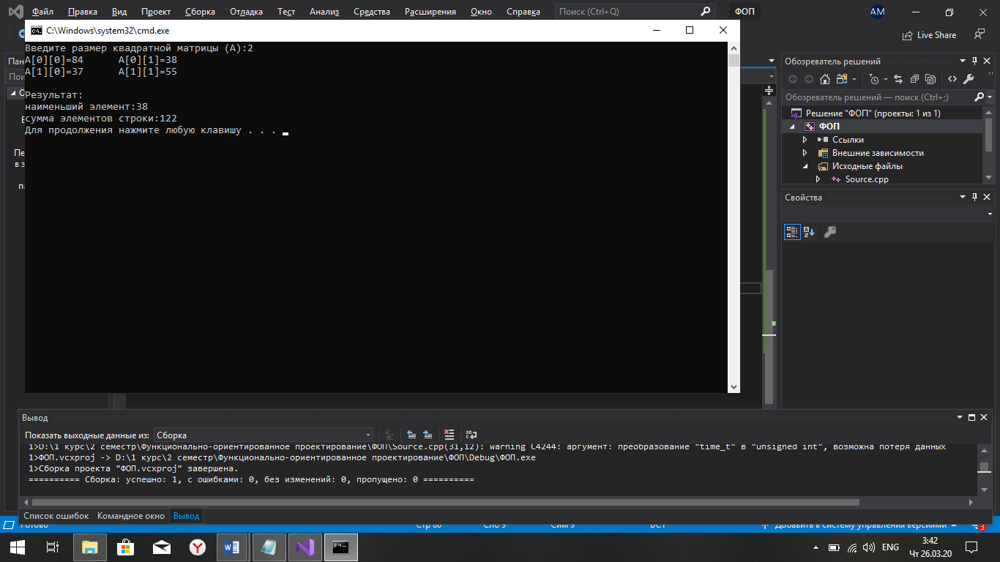 Файл Правка Вид Проект Сборка Отладка Тест Анализ Средства Расширения Окно Справка Поиск (Ctrl+Q) ФОП AM
C:\Windows\system32\cmd.exe
Live Share
Введите размер квадратной матрицы (A):2
A[0][0]=84 A[0][1]=38
A[1][0]=37 A[1][1]=55
Результат:
наименьший элемент:38
сумма элементов строки:122
Для продолжения нажмите любую клавишу . . .
Обозреватель решений
Обозреватель решений — поиск (Ctrl+;)
Решение "ФОП" (проекты: 1 из 1)
ФОП
Ссылки
Внешние зависимости
Исходные файлы
Source.cpp
Свойства
Вывод
Показать выходные данные из: Сборка
1>D:\1 курс\2 семестр\Функционально-ориентированное проектирование\ФОП\Source.cpp(31,12): warning C4244: аргумент: преобразование "time_t" в "unsigned int", возможна потеря данных
1>ФОП.vcxproj -> D:\1 курс\2 семестр\Функционально-ориентированное проектирование\ФОП\Debug\ФОП.exe
1>Сборка проекта "ФОП.vcxproj" завершена.
========== Сборка: успешно: 1, с ошибками: 0, без изменений: 0, пропущено: 0 ==========
Список ошибок Командное окно Вывод
Готово Стр 60 Слб 9 Сим 9 ВСТ Добавить в систему управления версиями 3
ENG
3:42
Чт 26.03.20